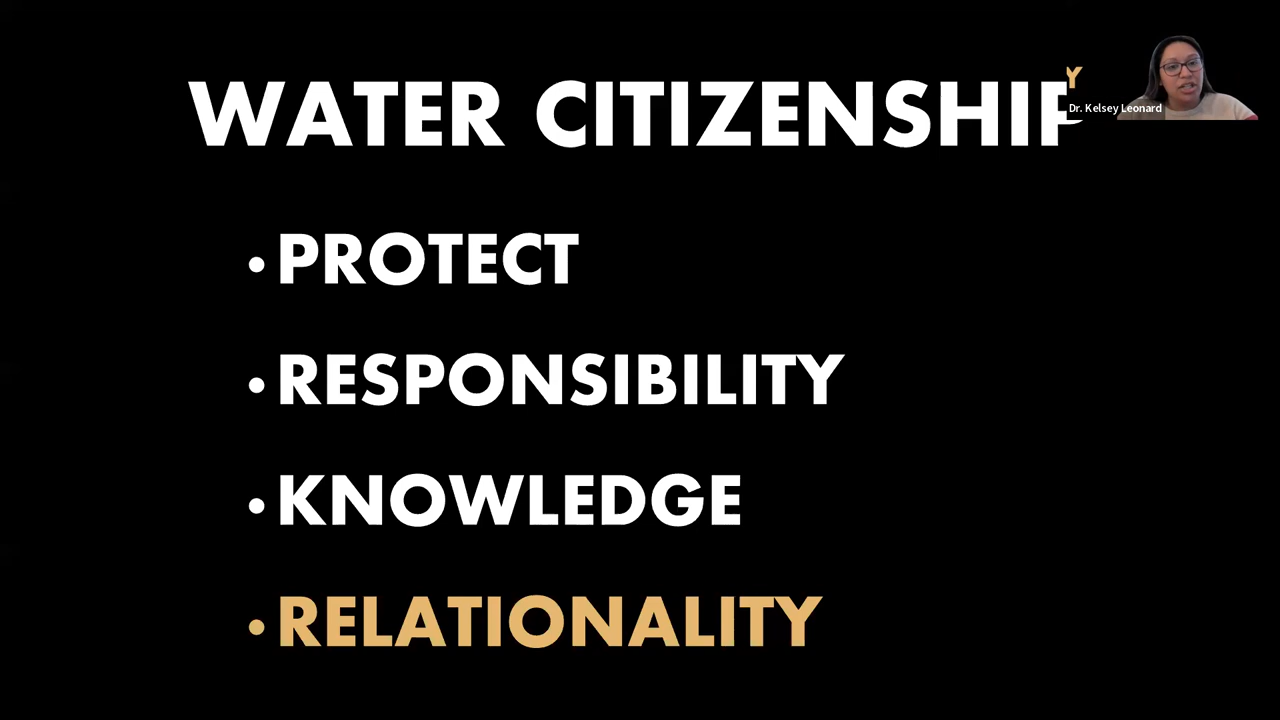 WATER CITIZENSHIP
Y
Dr. Kelsey Leonard
• PROTECT
• RESPONSIBILITY
• KNOWLEDGE
• RELATIONALITY